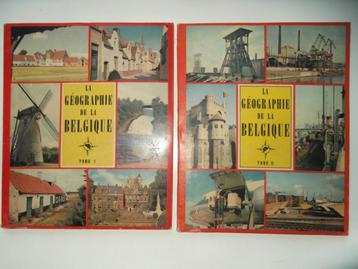 LA
GÉOGRAPHIE
DE LA
BELGIQUE
TOME I
LA
GÉOGRAPHIE
DE LA
BELGIQUE
TOME II